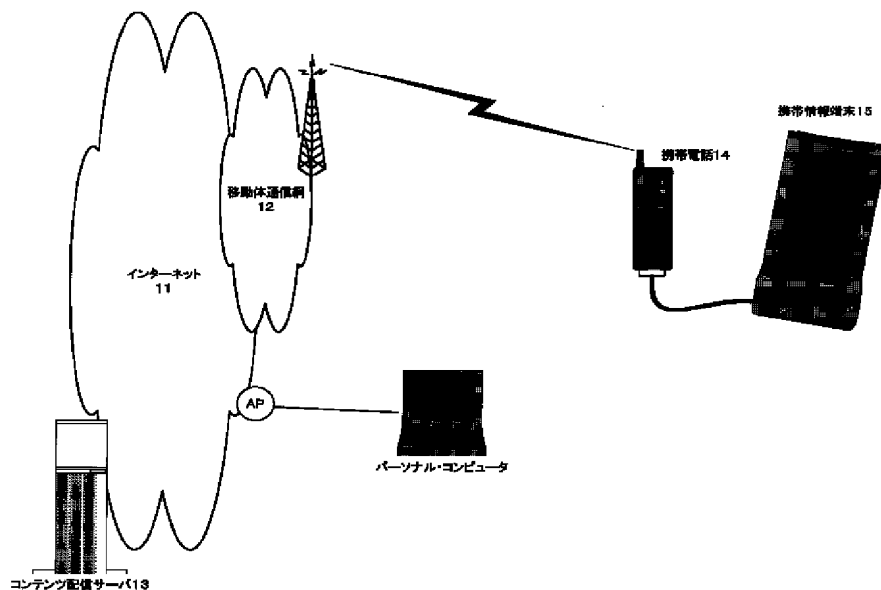 携帯情報端末15
携帯電話14
移動体通信網
12
インターネット
11
AP
パーソナル・コンピュータ
コンテンツ配信サーバ13